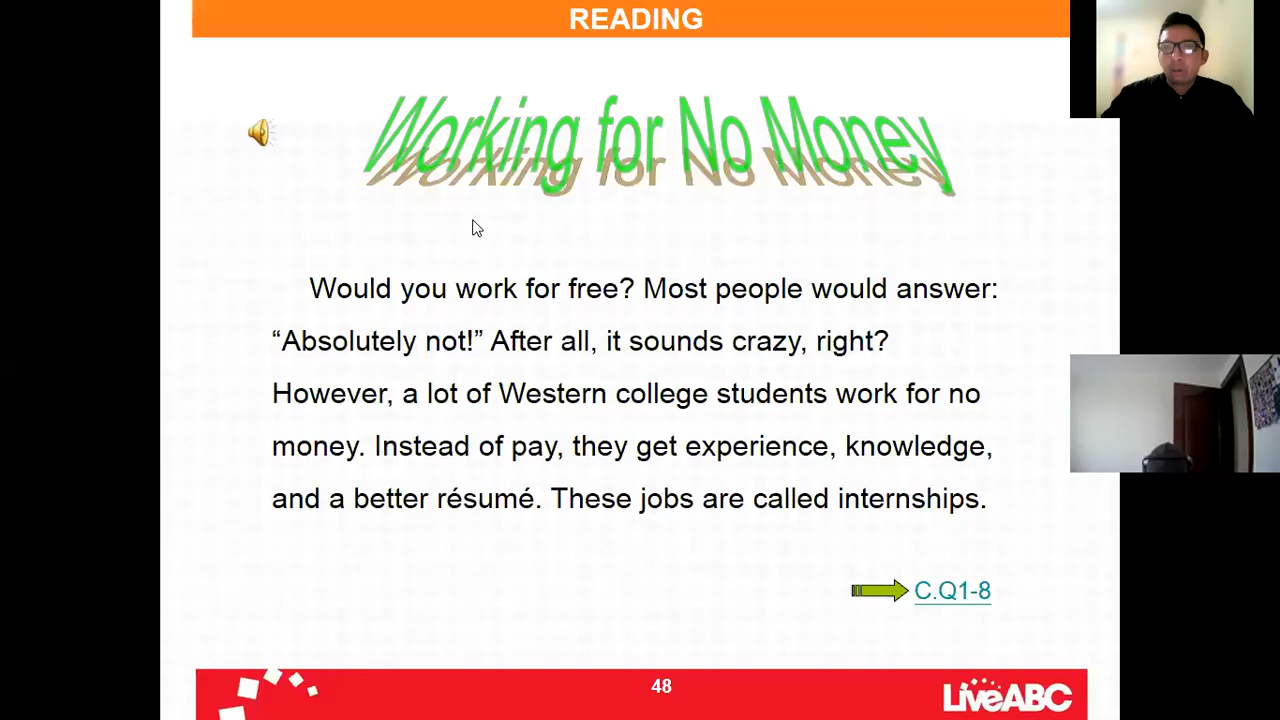 READING
Working for No Money
Would you work for free? Most people would answer:
“Absolutely not!” After all, it sounds crazy, right?
However, a lot of Western college students work for no
money. Instead of pay, they get experience, knowledge,
and a better résumé. These jobs are called internships.
C.Q1-8
48
LiveABC